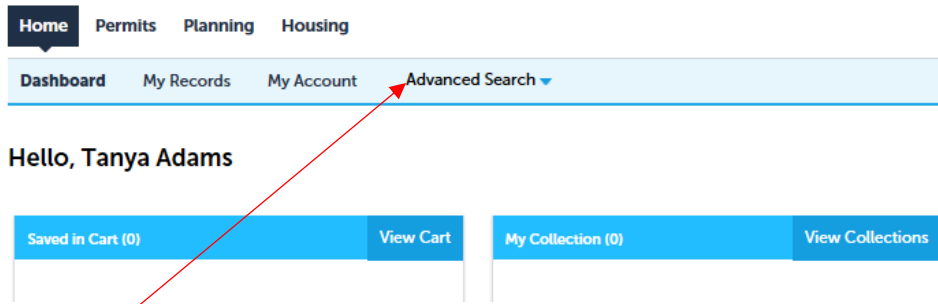 Home Permits Planning Housing
Dashboard My Records My Account Advanced Search
Hello, Tanya Adams
Saved in Cart (0) View Cart My Collection (0) View Collections